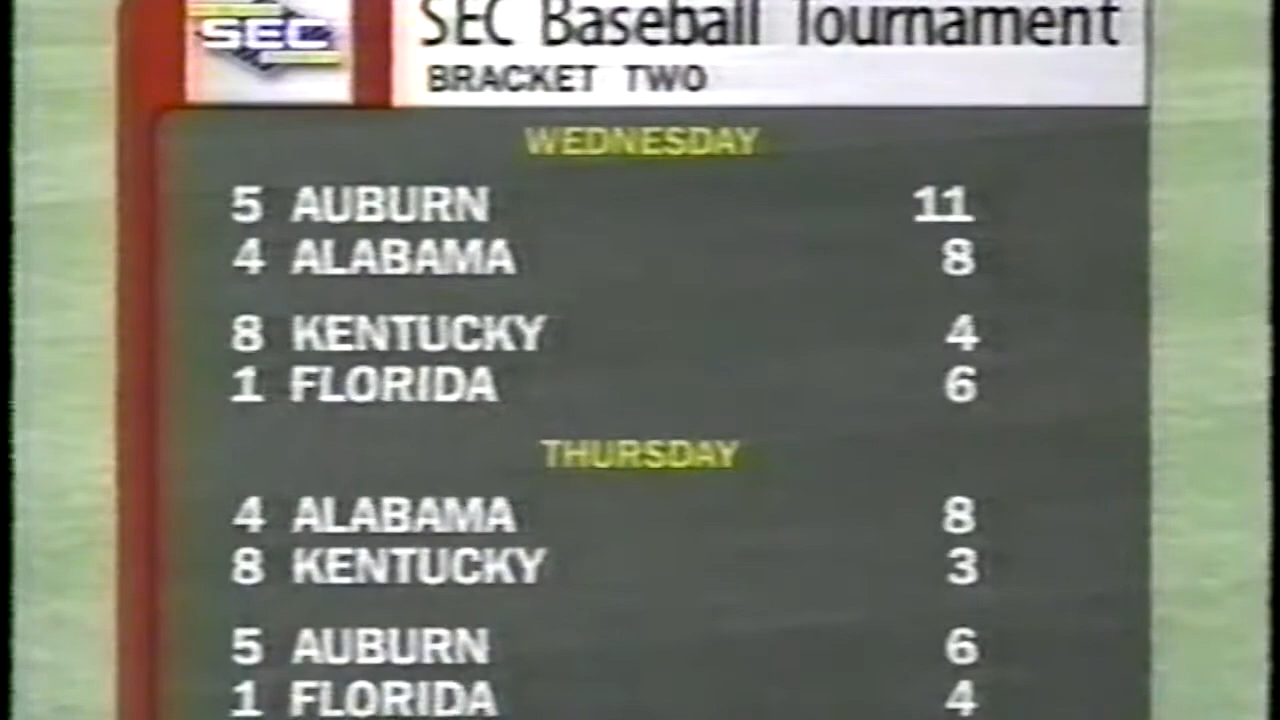 SEC
SEC Baseball Tournament
BRACKET TWO
WEDNESDAY
5 AUBURN 11
4 ALABAMA 8
8 KENTUCKY 4
1 FLORIDA 6
THURSDAY
4 ALABAMA 8
8 KENTUCKY 3
5 AUBURN 6
1 FLORIDA 4